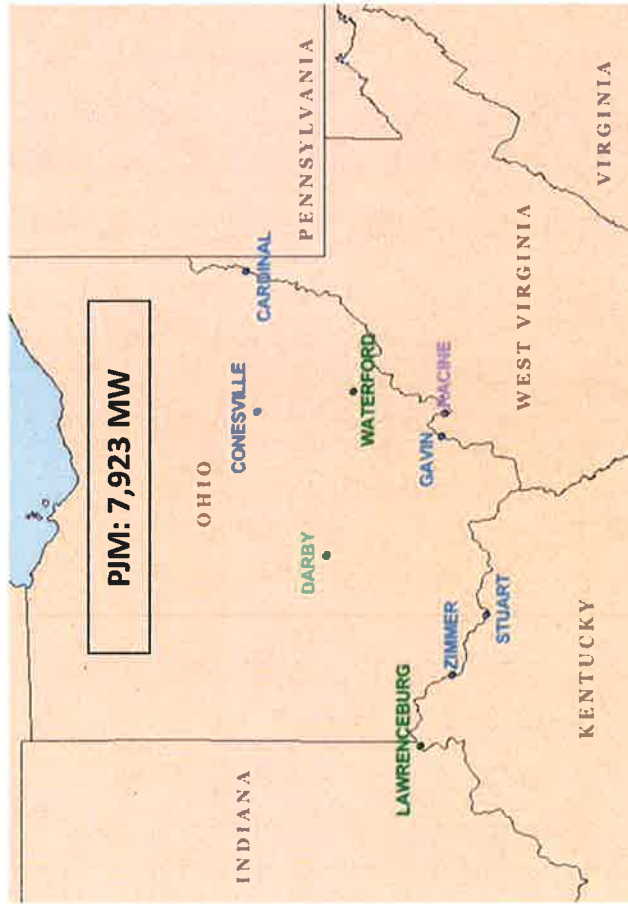 PJM: 7,923 MW
PENNSYLVANIA
OHIO
CARDINAL
CONESVILLE
INDIANA
DARBY
WATERFORD
GAVIN
RACINE
WEST VIRGINIA
VIRGINIA
LAWRENCEBURG
ZIMMER
STUART
KENTUCKY